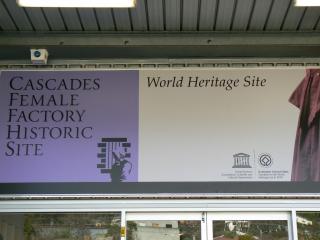 CASCADES
FEMALE
FACTORY
HISTORIC
SITE
World Heritage Site